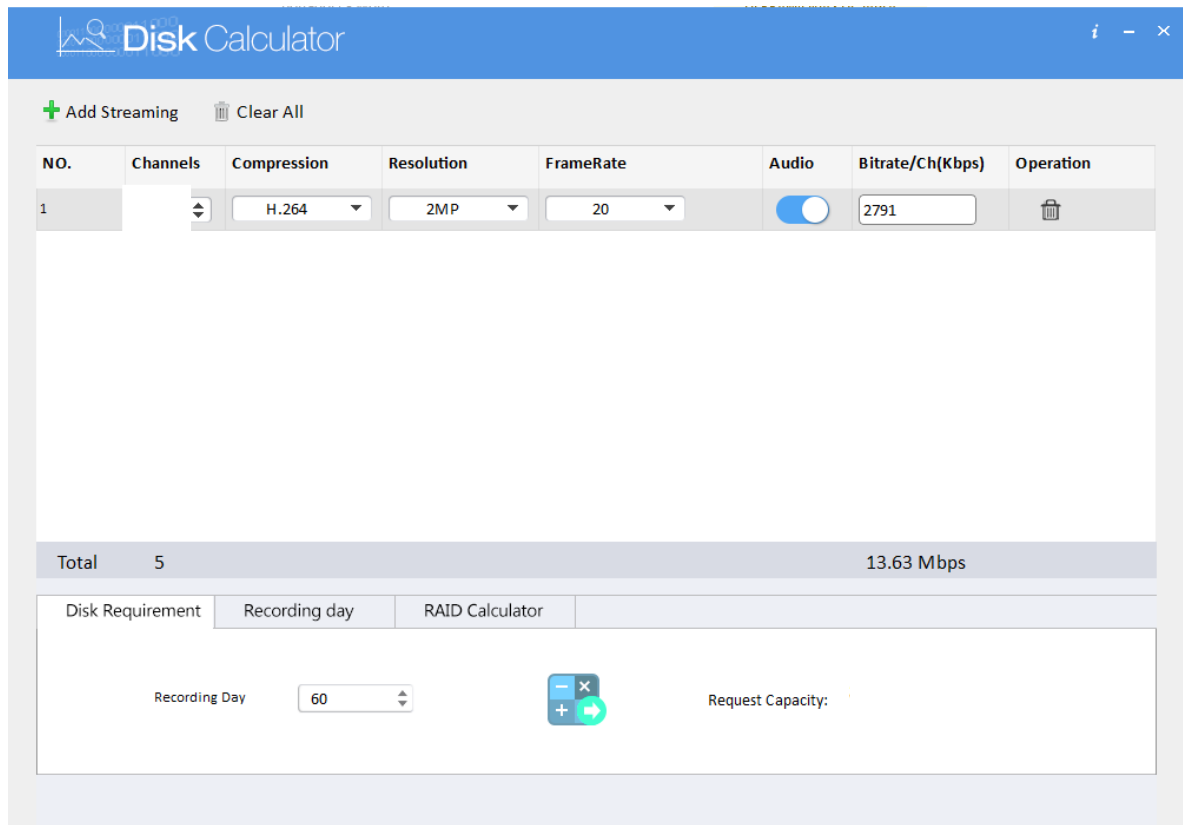 Disk Calculator
Add Streaming Clear All
NO. Channels Compression Resolution FrameRate Audio Bitrate/Ch(Kbps) Operation
1 H.264 2MP 20 2791
Total 5 13.63 Mbps
Disk Requirement Recording day RAID Calculator
Recording Day 60 Request Capacity: